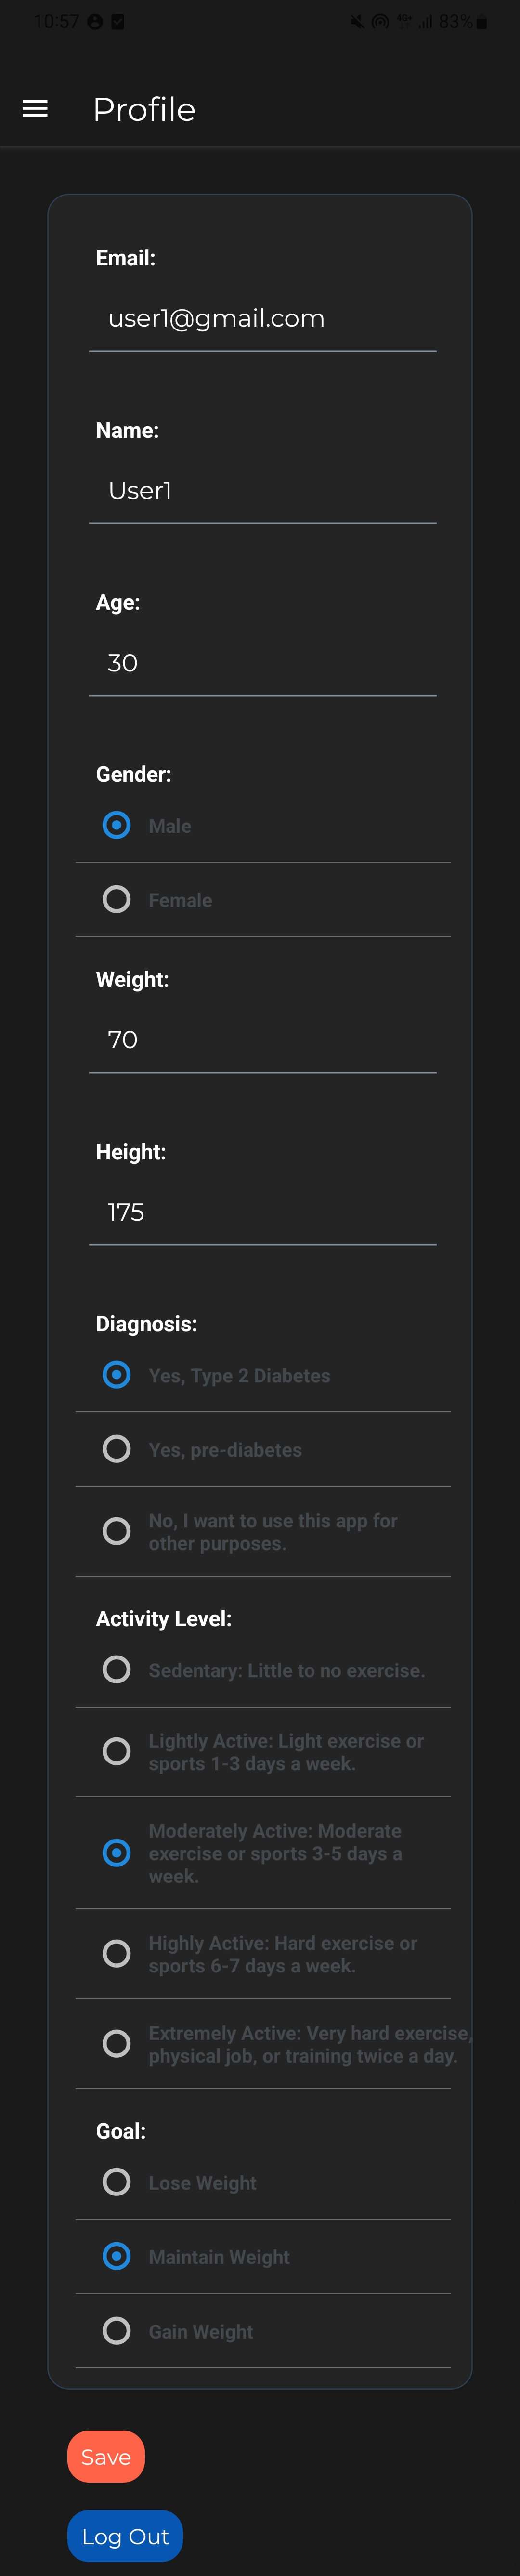 10:57
4G+ 83%
Profile
Email:
user1@gmail.com
Name:
User1
Age:
30
Gender:
Male
Female
Weight:
70
Height:
175
Diagnosis:
Yes, Type 2 Diabetes
Yes, pre-diabetes
No, I want to use this app for
other purposes.
Activity Level:
Sedentary: Little to no exercise.
Lightly Active: Light exercise or
sports 1-3 days a week.
Moderately Active: Moderate
exercise or sports 3-5 days a
week.
Highly Active: Hard exercise or
sports 6-7 days a week.
Extremely Active: Very hard exercise,
physical job, or training twice a day.
Goal:
Lose Weight
Maintain Weight
Gain Weight
Save
Log Out